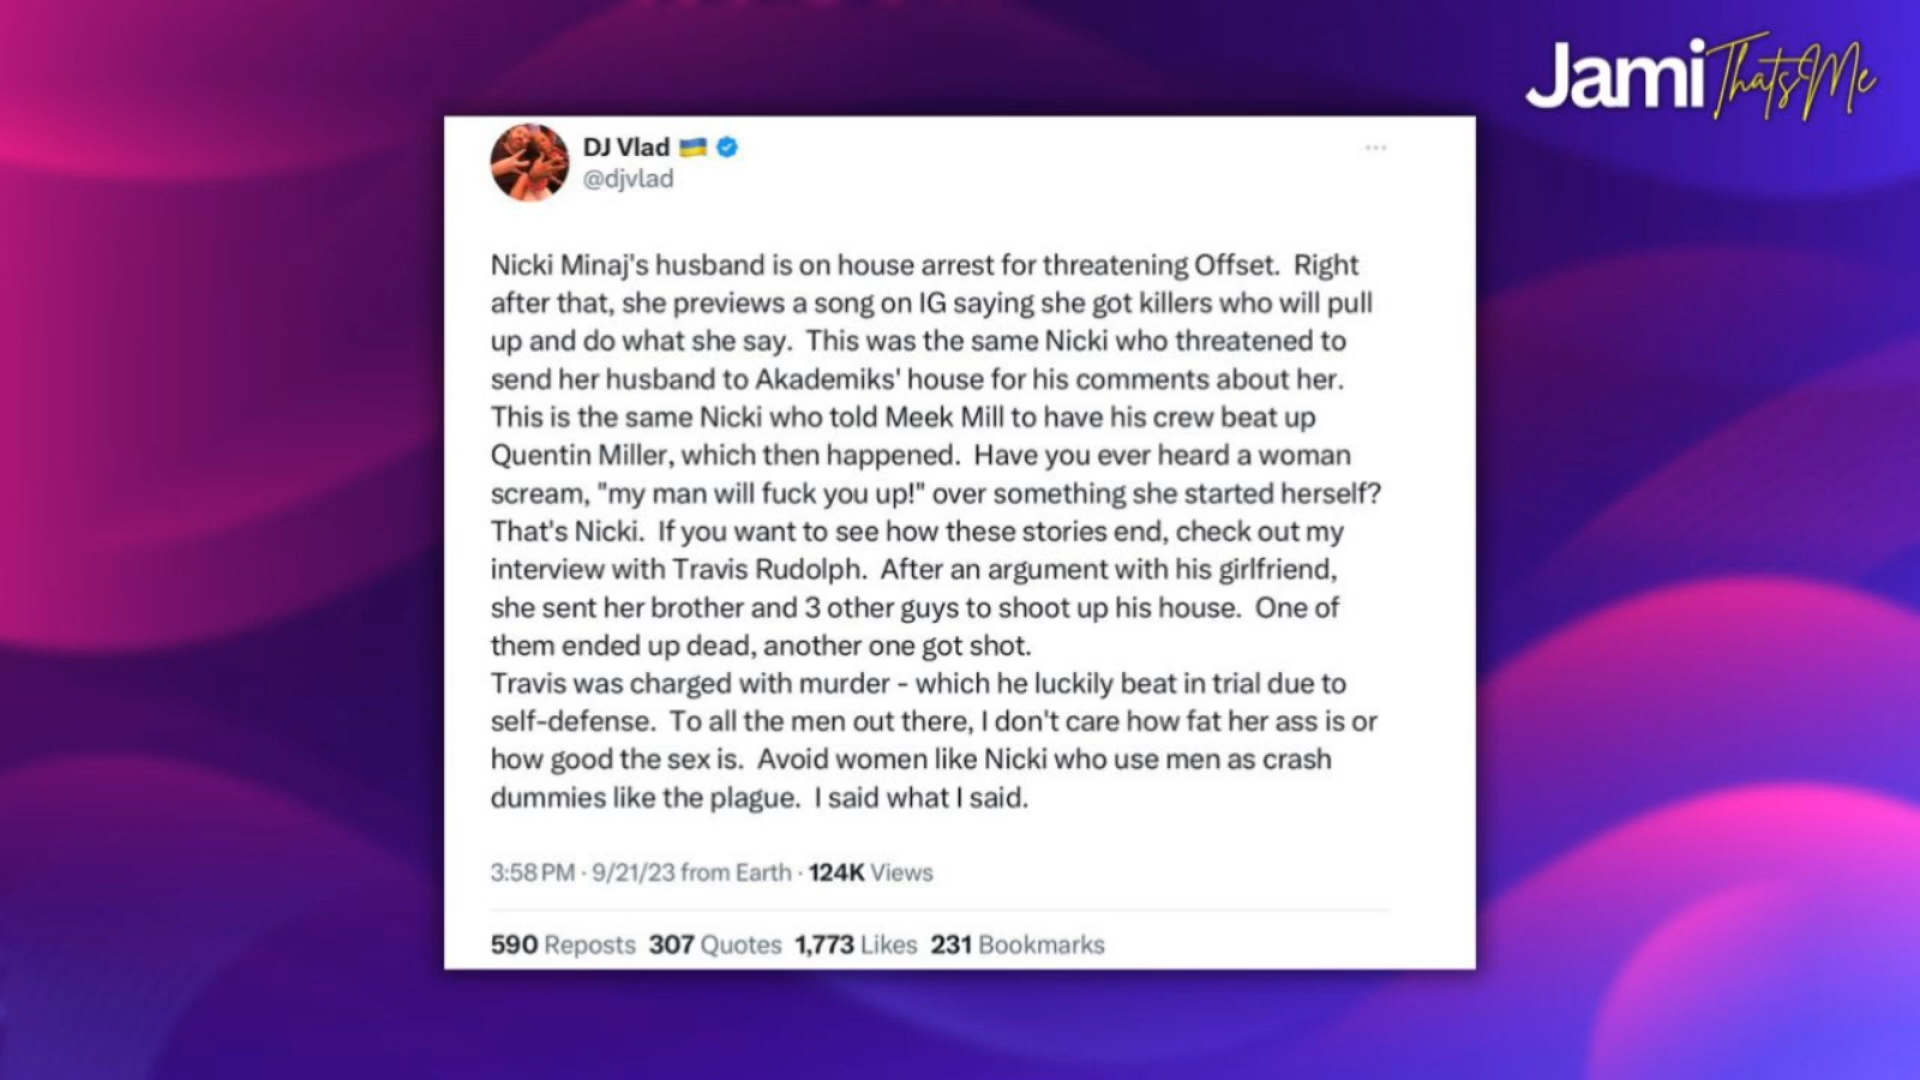 Jami ThatsMe
DJ Vlad 🇺🇦
@djvlad
Nicki Minaj's husband is on house arrest for threatening Offset.  Right
after that, she previews a song on IG saying she got killers who will pull
up and do what she say.  This was the same Nicki who threatened to
send her husband to Akademiks' house for his comments about her.
This is the same Nicki who told Meek Mill to have his crew beat up
Quentin Miller, which then happened.  Have you ever heard a woman
scream, "my man will fuck you up!" over something she started herself?
That's Nicki.  If you want to see how these stories end, check out my
interview with Travis Rudolph.  After an argument with his girlfriend,
she sent her brother and 3 other guys to shoot up his house.  One of
them ended up dead, another one got shot.
Travis was charged with murder - which he luckily beat in trial due to
self-defense.  To all the men out there, I don't care how fat her ass is or
how good the sex is.  Avoid women like Nicki who use men as crash
dummies like the plague.  I said what I said.
3:58 PM · 9/21/23 from Earth · 124K Views
590 Reposts 307 Quotes 1,773 Likes 231 Bookmarks